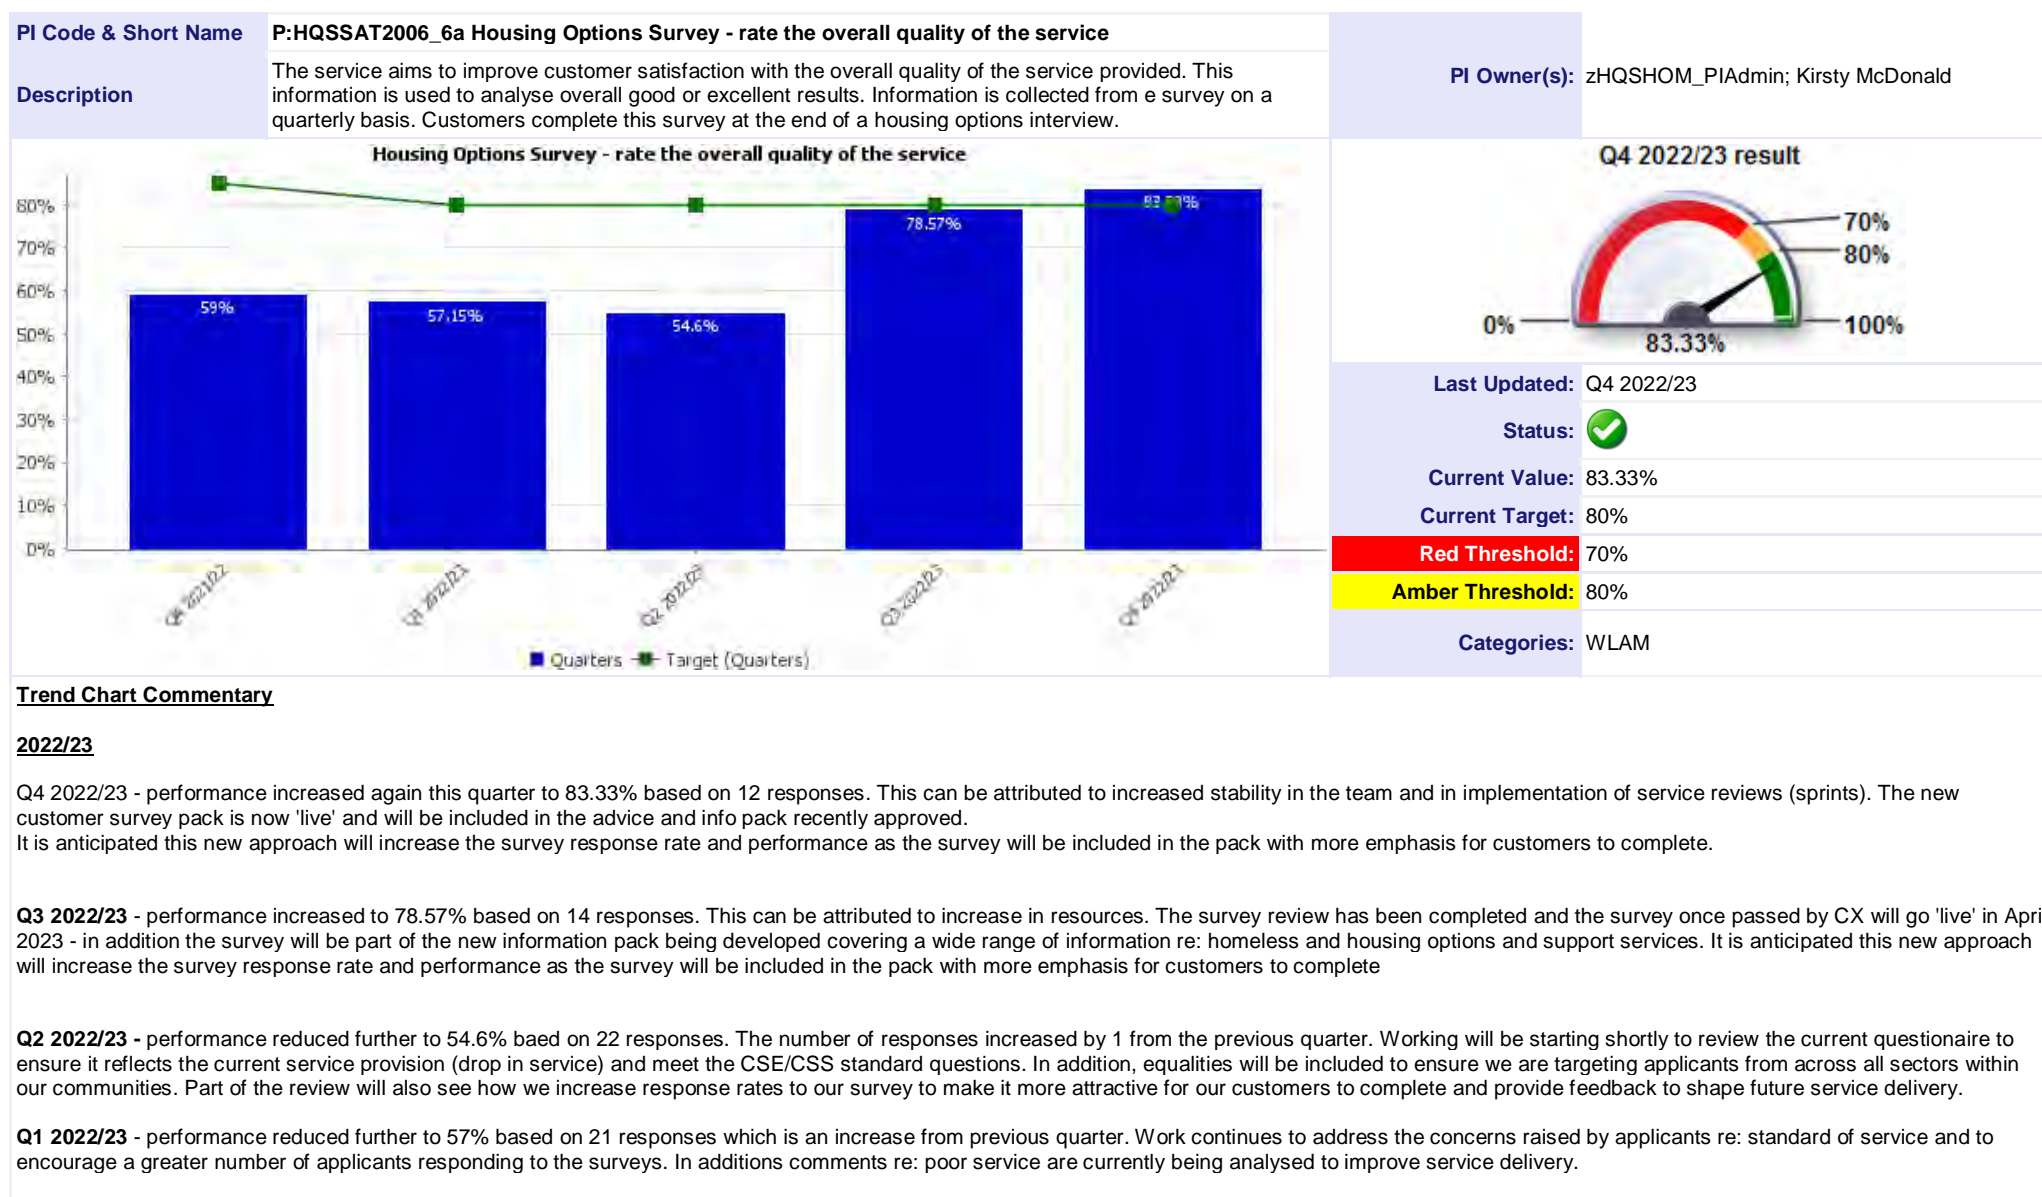 PI Code & Short Name
P:HQSSAT2006_6a Housing Options Survey - rate the overall quality of the service
Description
The service aims to improve customer satisfaction with the overall quality of the service provided. This
information is used to analyse overall good or excellent results. Information is collected from e survey on a
quarterly basis. Customers complete this survey at the end of a housing options interview.
PI Owner(s):
zHQSHOM_PIAdmin; Kirsty McDonald
Housing Options Survey - rate the overall quality of the service
80%
70%
60%
50%
40%
30%
20%
10%
0%
59%
57.15%
54.6%
78.57%
83.33%
Q4 2021/22
Q1 2022/23
Q2 2022/23
Q3 2022/23
Q4 2022/23
Quarters
Target (Quarters)
Q4 2022/23 result
70%
80%
0%
100%
83.33%
Last Updated: Q4 2022/23
Status:
Current Value: 83.33%
Current Target: 80%
Red Threshold: 70%
Amber Threshold: 80%
Categories: WLAM
Trend Chart Commentary
2022/23
Q4 2022/23 - performance increased again this quarter to 83.33% based on 12 responses. This can be attributed to increased stability in the team and in implementation of service reviews (sprints). The new
customer survey pack is now 'live' and will be included in the advice and info pack recently approved.
It is anticipated this new approach will increase the survey response rate and performance as the survey will be included in the pack with more emphasis for customers to complete.
Q3 2022/23 - performance increased to 78.57% based on 14 responses. This can be attributed to increase in resources. The survey review has been completed and the survey once passed by CX will go 'live' in Apri
2023 - in addition the survey will be part of the new information pack being developed covering a wide range of information re: homeless and housing options and support services. It is anticipated this new approach
will increase the survey response rate and performance as the survey will be included in the pack with more emphasis for customers to complete
Q2 2022/23 - performance reduced further to 54.6% baed on 22 responses. The number of responses increased by 1 from the previous quarter. Working will be starting shortly to review the current questionaire to
ensure it reflects the current service provision (drop in service) and meet the CSE/CSS standard questions. In addition, equalities will be included to ensure we are targeting applicants from across all sectors within
our communities. Part of the review will also see how we increase response rates to our survey to make it more attractive for our customers to complete and provide feedback to shape future service delivery.
Q1 2022/23 - performance reduced further to 57% based on 21 responses which is an increase from previous quarter. Work continues to address the concerns raised by applicants re: standard of service and to
encourage a greater number of applicants responding to the surveys. In additions comments re: poor service are currently being analysed to improve service delivery.